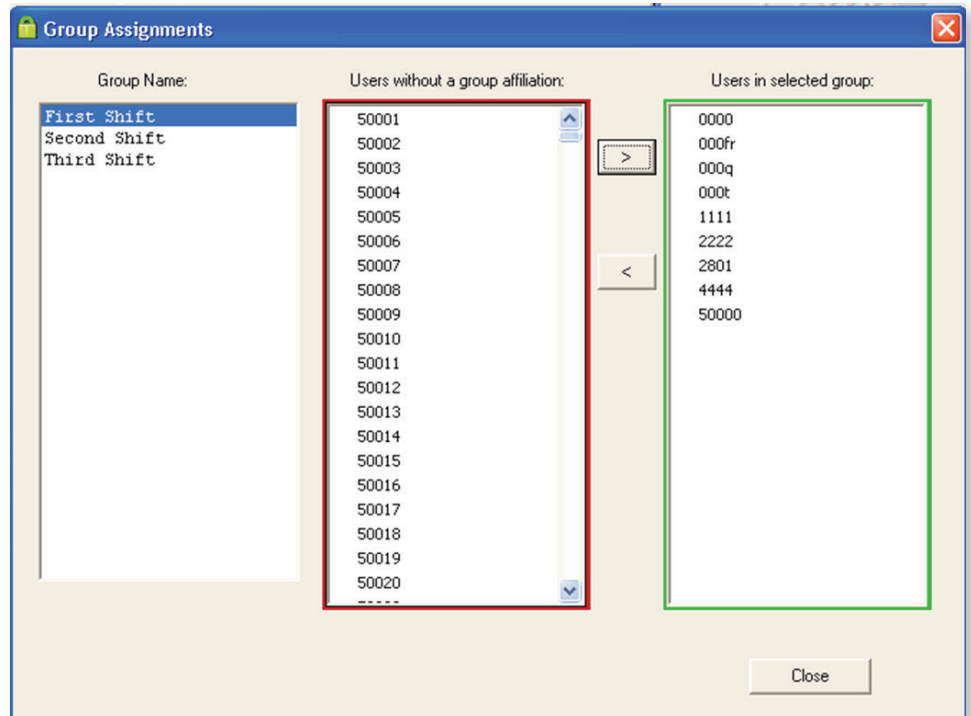 Group Assignments
Group Name:
First Shift
Second Shift
Third Shift
Users without a group affiliation:
50001
50002
50003
50004
50005
50006
50007
50008
50009
50010
50011
50012
50013
50014
50015
50016
50017
50018
50019
50020
>
<
Users in selected group:
0000
000fr
000q
000t
1111
2222
2801
4444
50000
Close